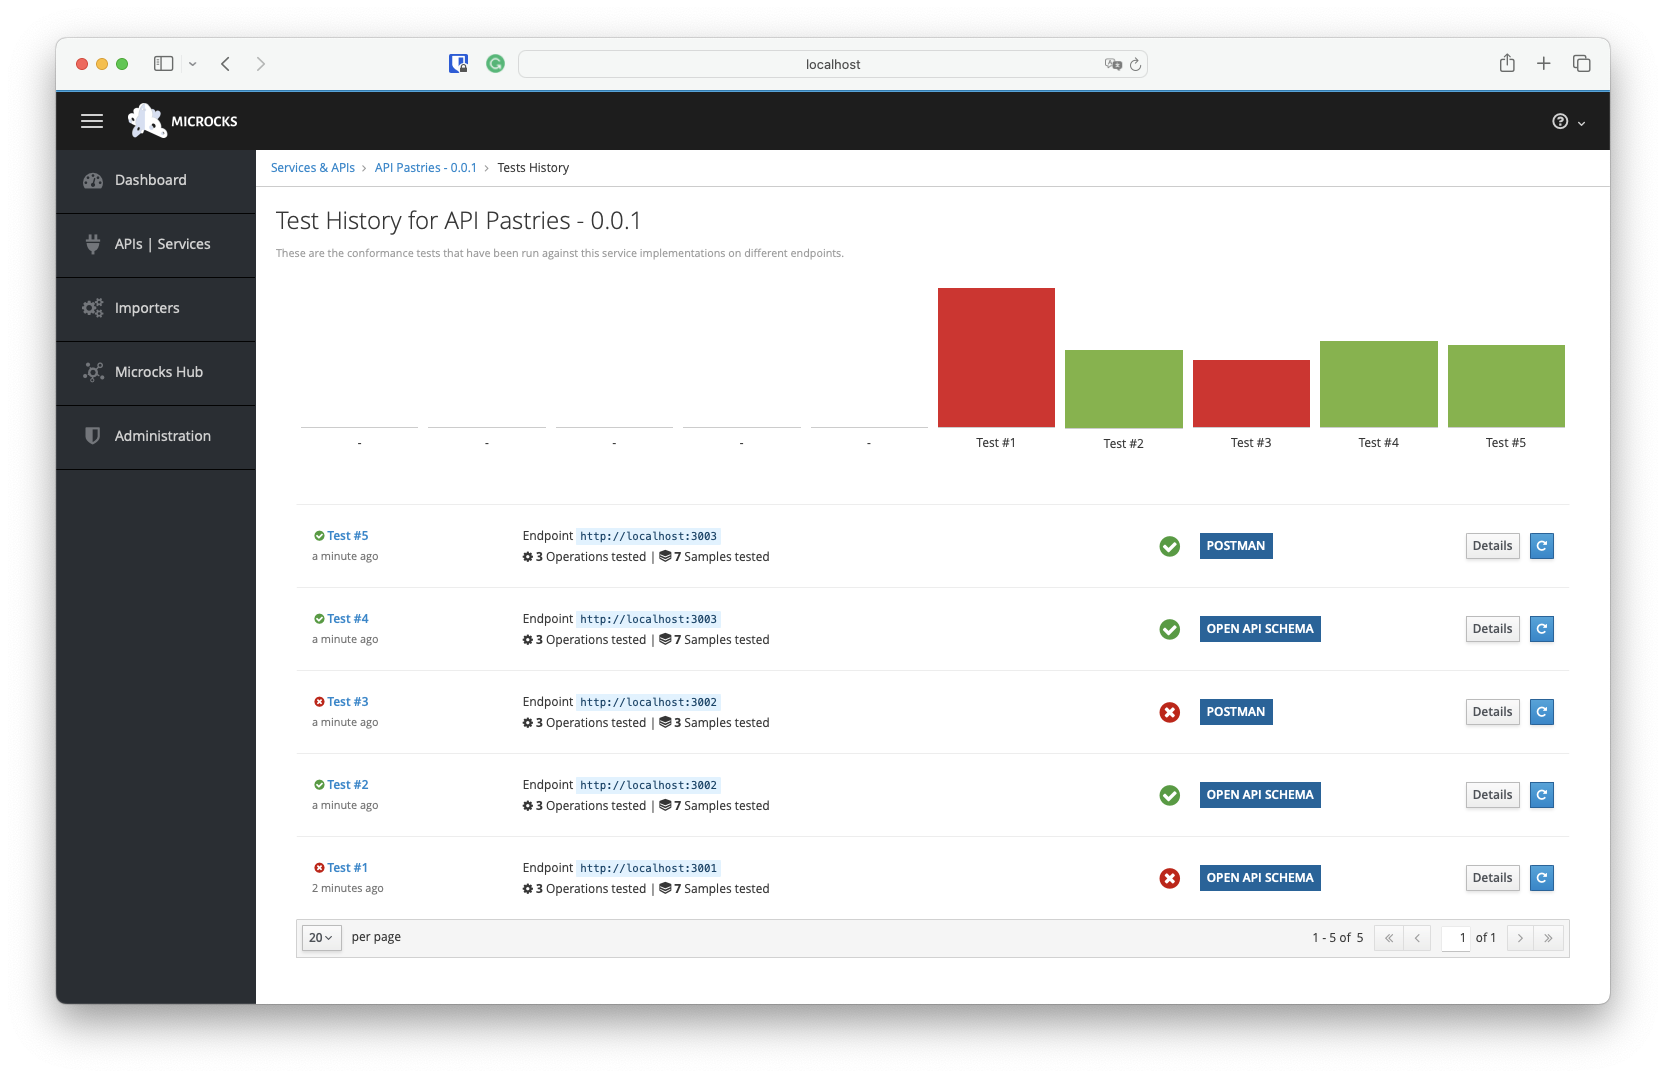 localhost
MICROCKS
Dashboard
APIs | Services
Importers
Microcks Hub
Administration
Services & APIs › API Pastries - 0.0.1 › Tests History
Test History for API Pastries - 0.0.1
These are the conformance tests that have been run against this service implementations on different endpoints.
- - - - - Test #1 Test #2 Test #3 Test #4 Test #5
Test #5
a minute ago
Endpoint http://localhost:3003
3 Operations tested | 7 Samples tested
POSTMAN
Details
Test #4
a minute ago
Endpoint http://localhost:3003
3 Operations tested | 7 Samples tested
OPEN API SCHEMA
Details
Test #3
a minute ago
Endpoint http://localhost:3002
3 Operations tested | 3 Samples tested
POSTMAN
Details
Test #2
a minute ago
Endpoint http://localhost:3002
3 Operations tested | 7 Samples tested
OPEN API SCHEMA
Details
Test #1
2 minutes ago
Endpoint http://localhost:3001
3 Operations tested | 7 Samples tested
OPEN API SCHEMA
Details
20 per page
1 - 5 of 5 « ‹ 1 of 1 › »